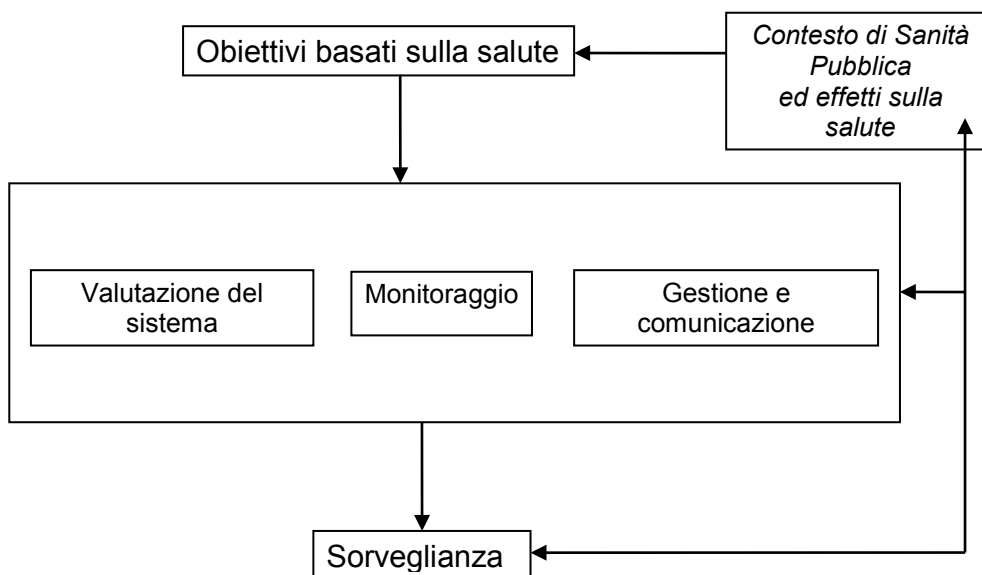 Obiettivi basati sulla salute
Contesto di Sanità
Pubblica
ed effetti sulla
salute
Valutazione del
sistema
Monitoraggio
Gestione e
comunicazione
Sorveglianza